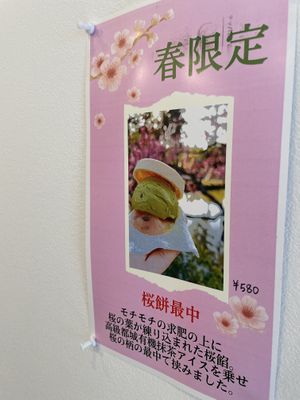 春限定
¥580
桜餅最中
モチモチの求肥の上に
桜の葉が練り込まれた桜餡。
高級都城有機抹茶アイスを乗せ
桜の柄の最中で挟みました。